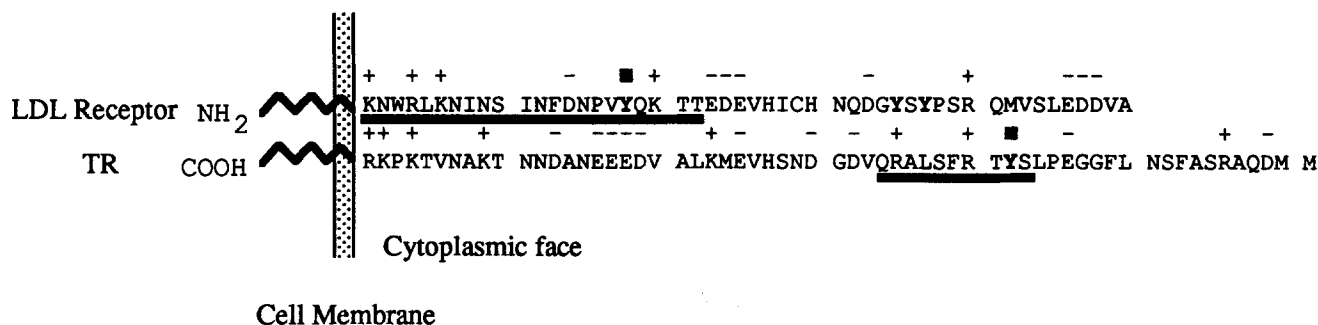 + + + - ■ + --- - + ---
LDL Receptor NH2 KNWRLKNINS INFDNPVYQK TTEDEVHICH NQDGYSYPSR QMVSLEDDVA
++ + + - ---- + - - + + ■ - + -
TR COOH RKPKTVNAKT NNDANEEEDV ALKMEVHSND GDVQRALSFR TYSLPEGGFL NSFASRAQDM M
Cytoplasmic face
Cell Membrane